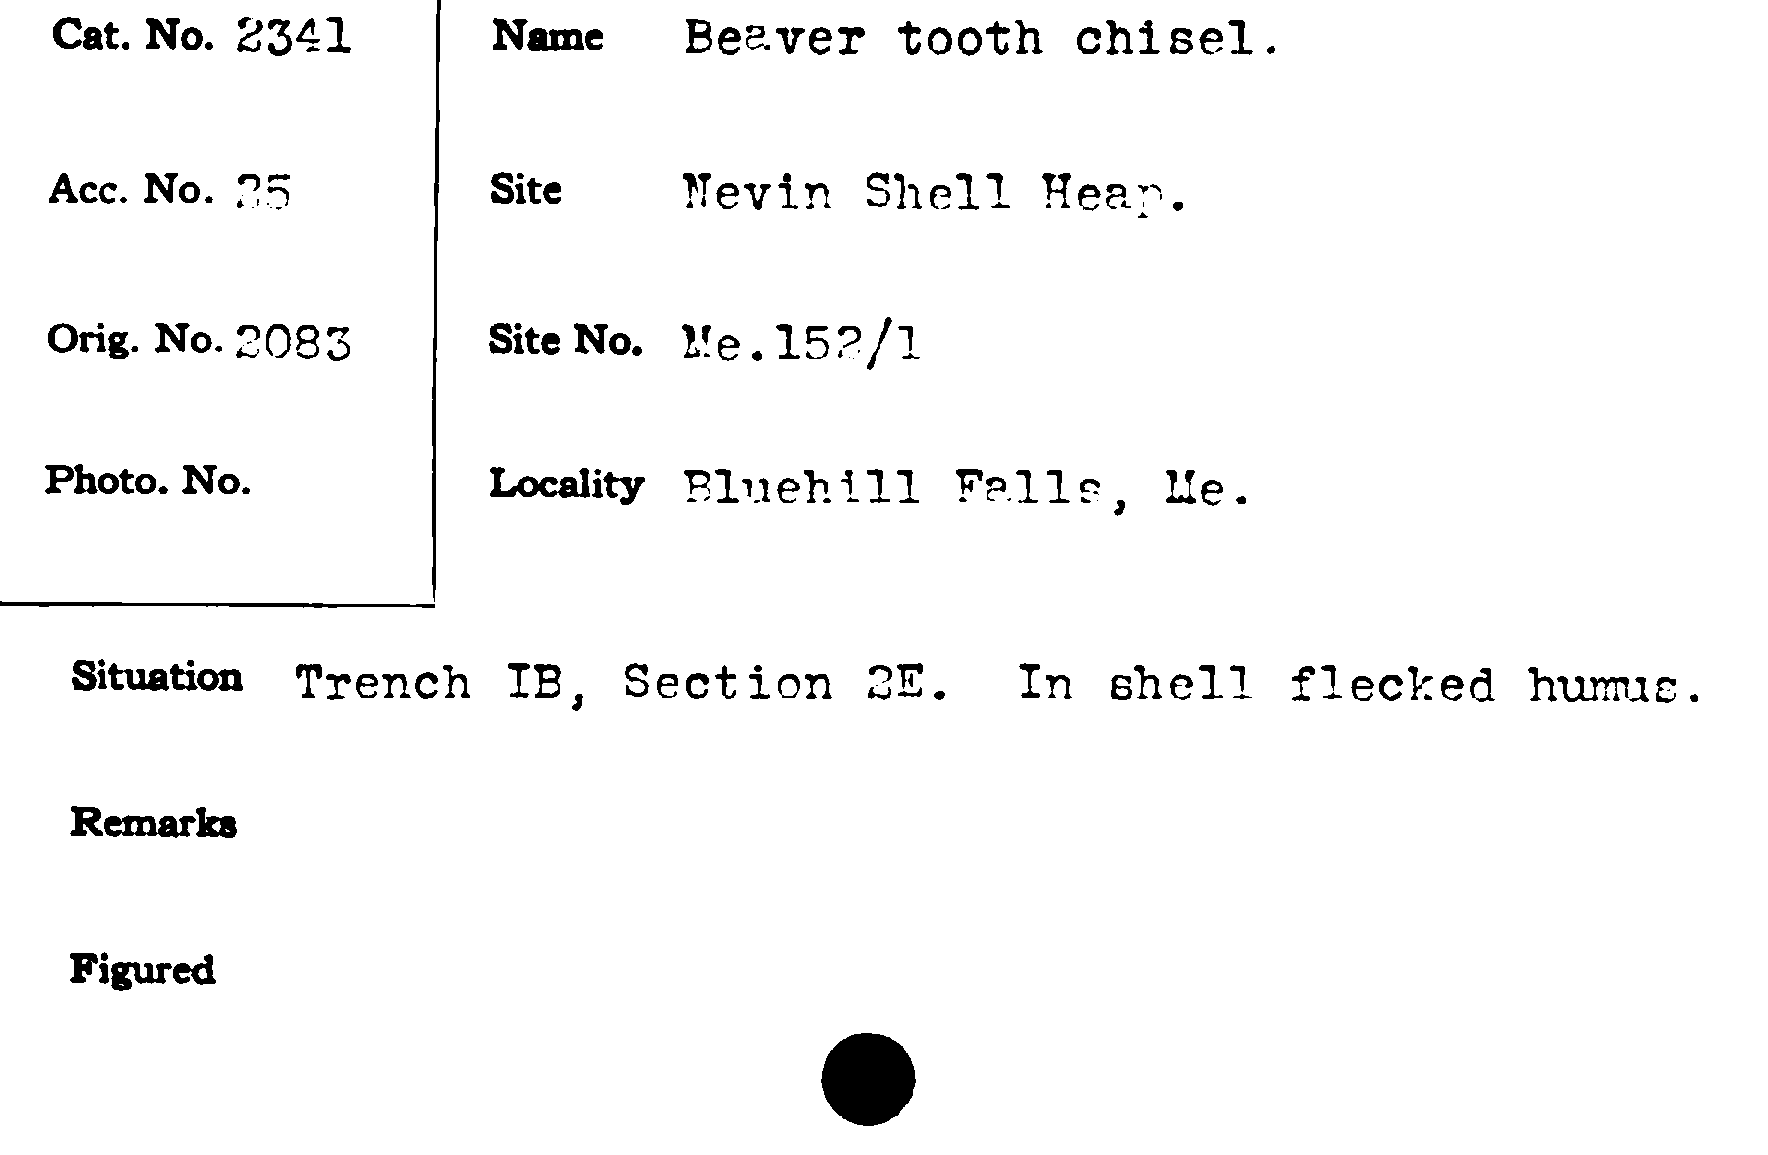 Cat. No. 2341
Name Beaver tooth chisel.
Acc. No. 35
Site Nevin Shell Heap.
Orig. No. 2083
Site No. Me.152/1
Photo. No.
Locality Bluehill Falls, Me.
Situation Trench IB, Section 2E. In shell flecked humus.
Remarks
Figured